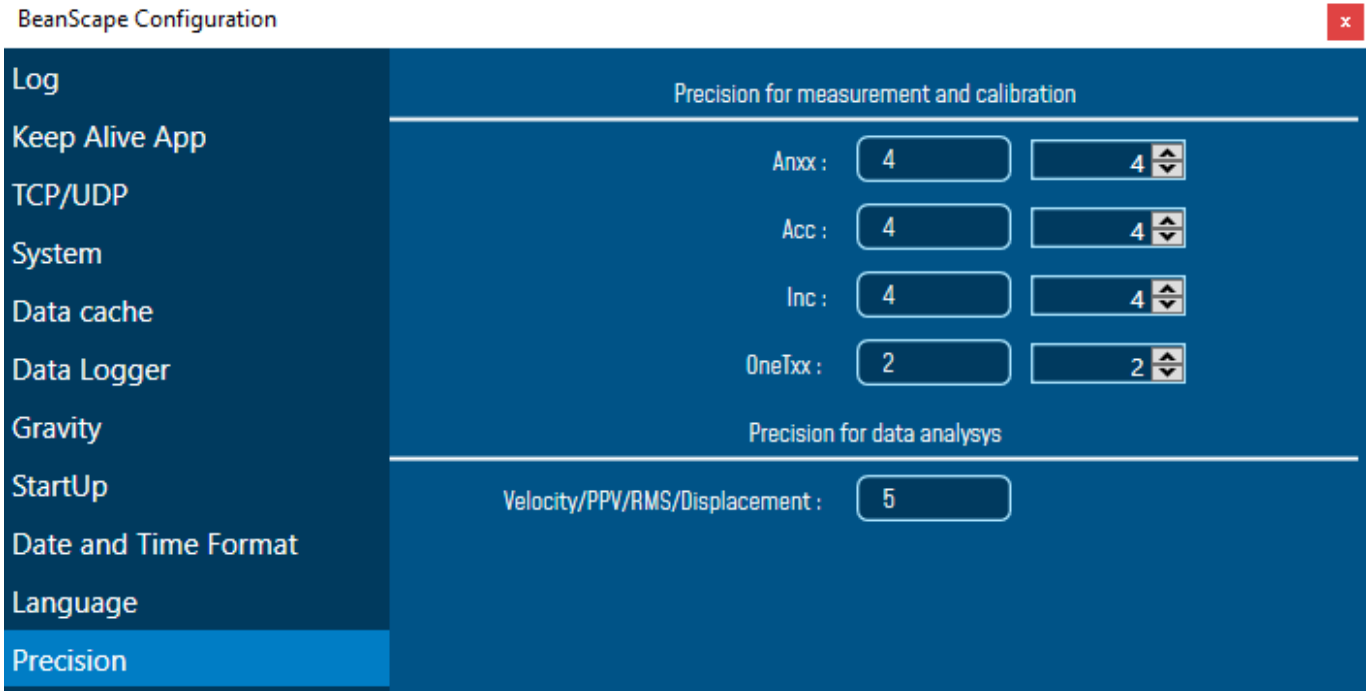 BeanScape Configuration
x
Log
Keep Alive App
TCP/UDP
System
Data cache
Data Logger
Gravity
StartUp
Date and Time Format
Language
Precision
Precision for measurement and calibration
Anxx : 4 4
Acc : 4 4
Inc : 4 4
OneTxx : 2 2
Precision for data analysys
Velocity/PPV/RMS/Displacement : 5